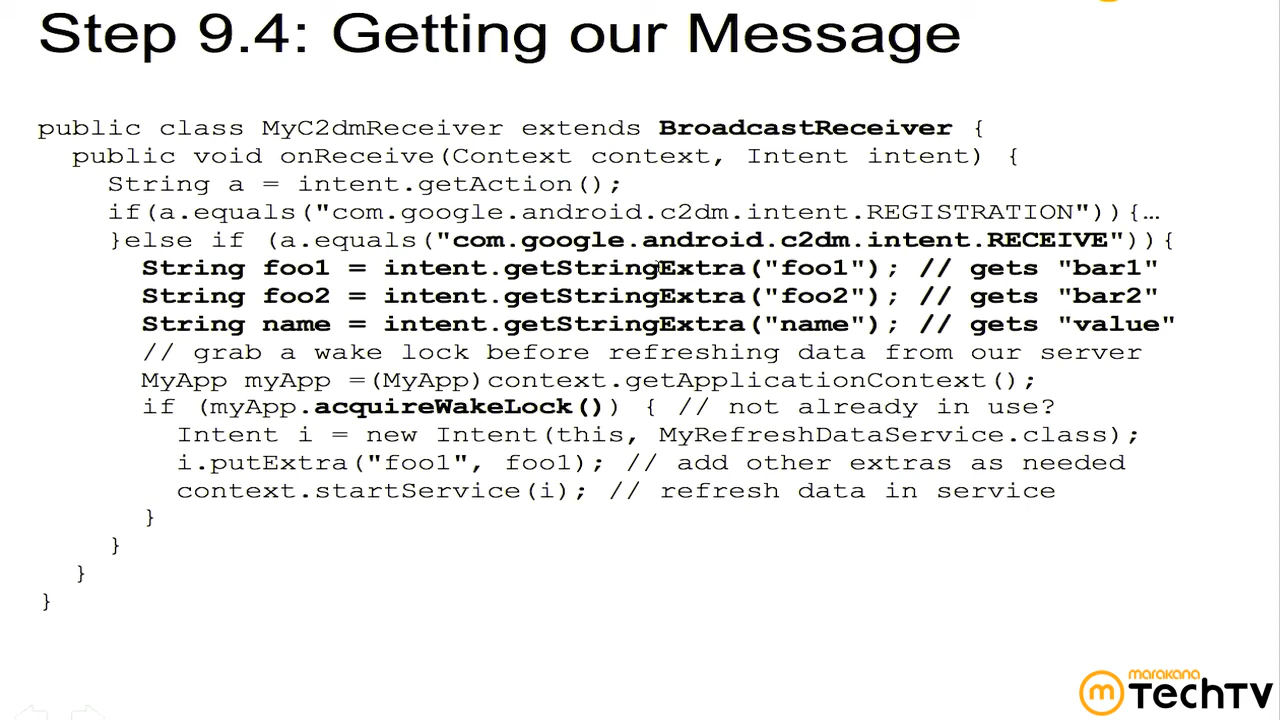 Step 9.4: Getting our Message
public class MyC2dmReceiver extends BroadcastReceiver {
public void onReceive(Context context, Intent intent) {
String a = intent.getAction();
if(a.equals("com.google.android.c2dm.intent.REGISTRATION")){…
}else if (a.equals("com.google.android.c2dm.intent.RECEIVE")){
String foo1 = intent.getStringExtra("foo1"); // gets "bar1"
String foo2 = intent.getStringExtra("foo2"); // gets "bar2"
String name = intent.getStringExtra("name"); // gets "value"
// grab a wake lock before refreshing data from our server
MyApp myApp =(MyApp)context.getApplicationContext();
if (myApp.acquireWakeLock()) { // not already in use?
Intent i = new Intent(this, MyRefreshDataService.class);
i.putExtra("foo1", foo1); // add other extras as needed
context.startService(i); // refresh data in service
}
}
}
}
marakana
m TechTV